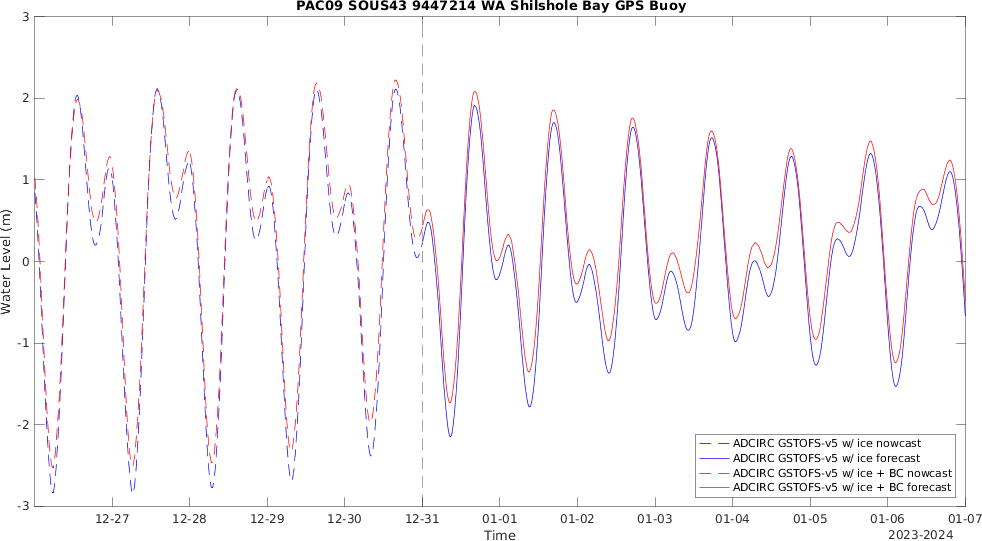 PAC09 SOUS43 9447214 WA Shilshole Bay GPS Buoy
3
2
1
0
-1
-2
-3
Water Level (m)
12-27 12-28 12-29 12-30 12-31 01-01 01-02 01-03 01-04 01-05 01-06 01-07
Time
2023-2024
ADCIRC GSTOFS-v5 w/ ice nowcast
ADCIRC GSTOFS-v5 w/ ice forecast
ADCIRC GSTOFS-v5 w/ ice + BC nowcast
ADCIRC GSTOFS-v5 w/ ice + BC forecast